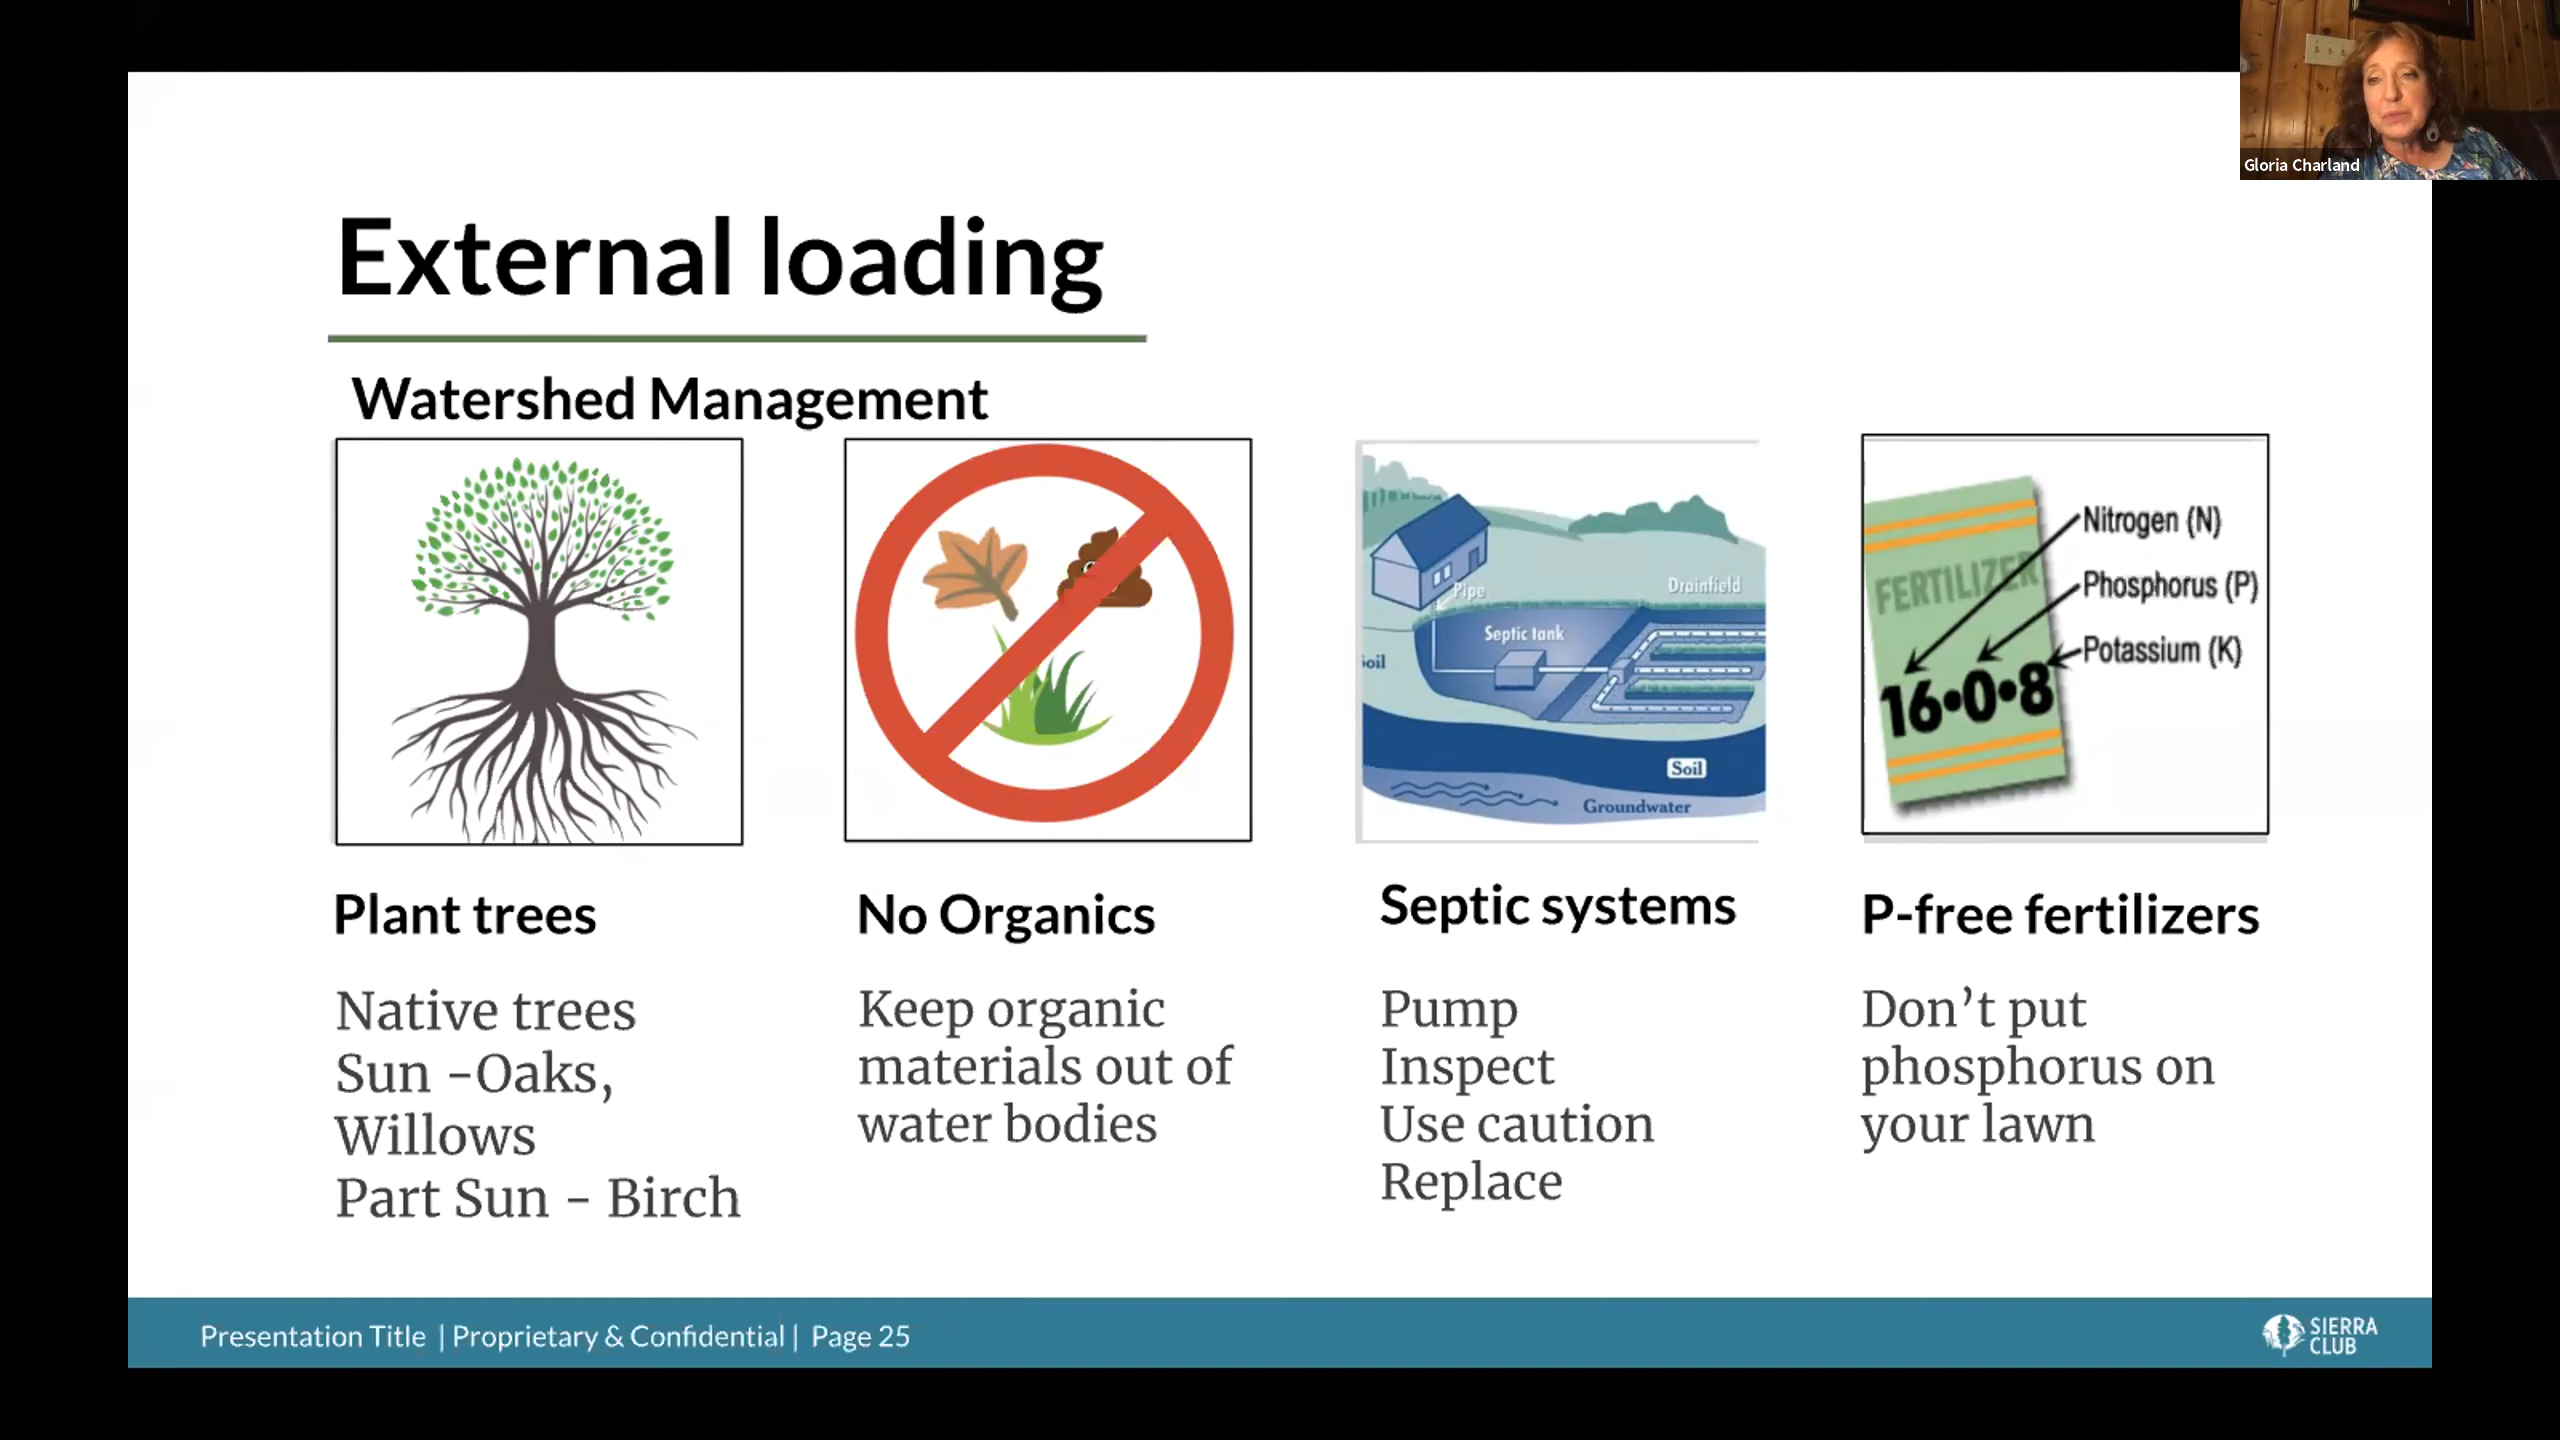 Gloria Charland
External loading
Watershed Management
Pipe
Drainfield
Septic tank
Soil
Groundwater
FERTILIZER
16•0•8
Nitrogen (N)
Phosphorus (P)
Potassium (K)
Plant trees
Native trees
Sun -Oaks,
Willows
Part Sun - Birch
No Organics
Keep organic
materials out of
water bodies
Septic systems
Pump
Inspect
Use caution
Replace
P-free fertilizers
Don’t put
phosphorus on
your lawn
Presentation Title | Proprietary & Confidential | Page 25
SIERRA
CLUB